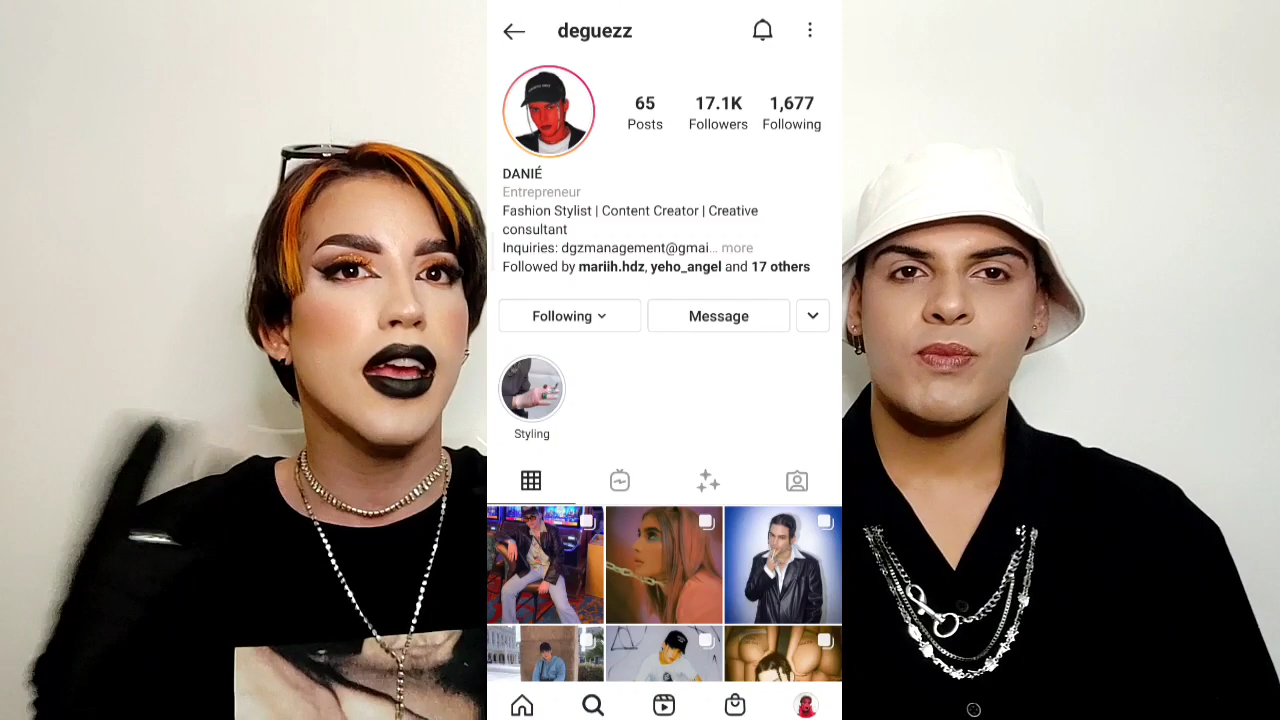 deguezz
65 17.1K 1,677
Posts Followers Following
DANIÉ
Entrepreneur
Fashion Stylist | Content Creator | Creative
consultant
Inquiries: dgzmanagement@gmai... more
Followed by mariih.hdz, yeho_angel and 17 others
Following Message
Styling